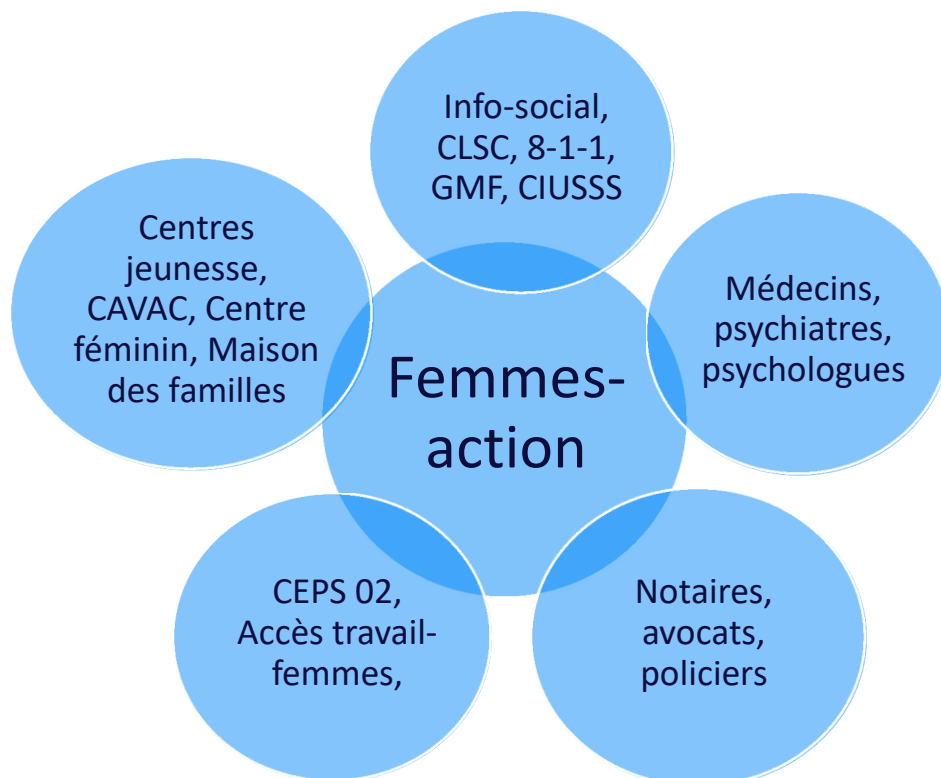 Info-social,
CLSC, 8-1-1,
GMF, CIUSSS
Centres
jeunesse,
CAVAC, Centre
féminin, Maison
des familles
Médecins,
psychiatres,
psychologues
Femmes-
action
CEPS 02,
Accès travail-
femmes,
Notaires,
avocats,
policiers